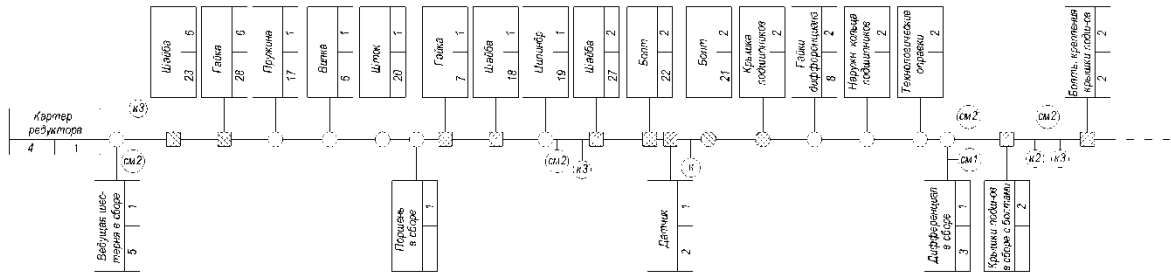 Картер
редуктора
4 1
(к3)
(см2)
Шайба
23 6
Гайка
28 6
Пружина
17 1
Вилка
6 1
Шток
20 1
Гайка
7 1
Шайба
18 1
Цилиндр
19 1
Шайба
27 2
Болт
22 2
Болт
21 2
Крышка
подшипников
2
Гайки
дифференциала
8 2
Наружн. кольца
подшипников
2
Технологические
оправки
2
Болты крепления
крышки подш-ов
2 2
(см2)
(к3)
(к)
(см2)
(см1)
(см2)
(к2)
(к3)
Ведущая шес-
терня в сборе
5 1
Поршень
в сборе
1
Датчик
2 1
Дифференциал
в сборе
3 1
Крышки подш-ов
в сборе с болтами
2